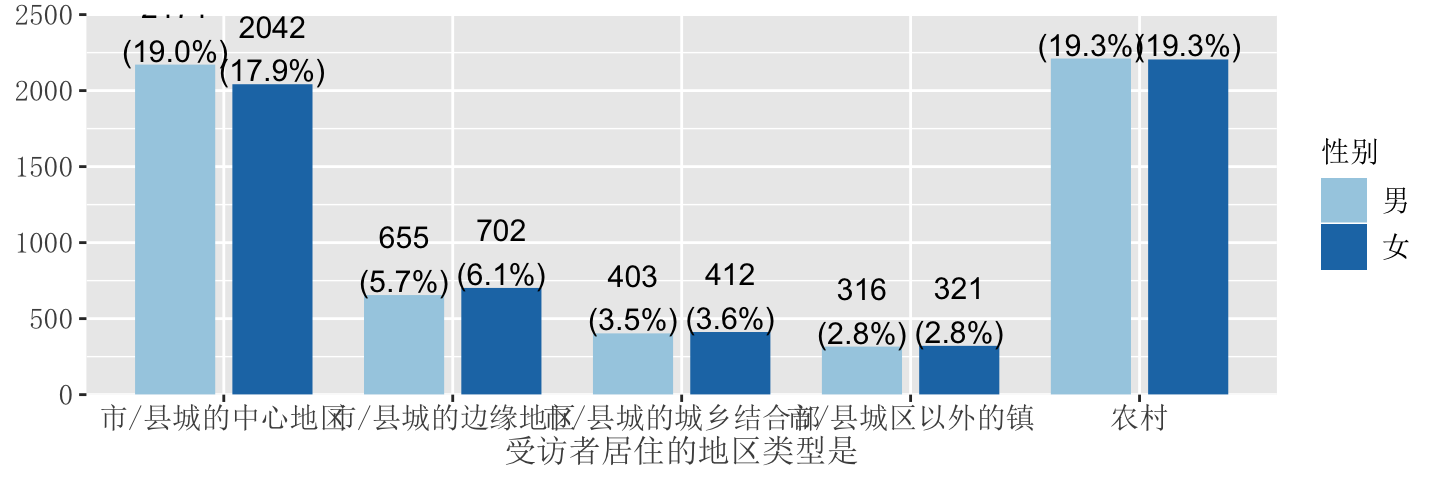 2500
2000
1500
1000
500
0
(19.0%)
2042
(17.9%)
655
(5.7%)
702
(6.1%)
403
(3.5%)
412
(3.6%)
316
(2.8%)
321
(2.8%)
(19.3%)
(19.3%)
市/县城的中心地区
市/县城的边缘地区
市/县城的城乡结合部
市/县城区以外的镇
农村
受访者居住的地区类型是
性别
男
女